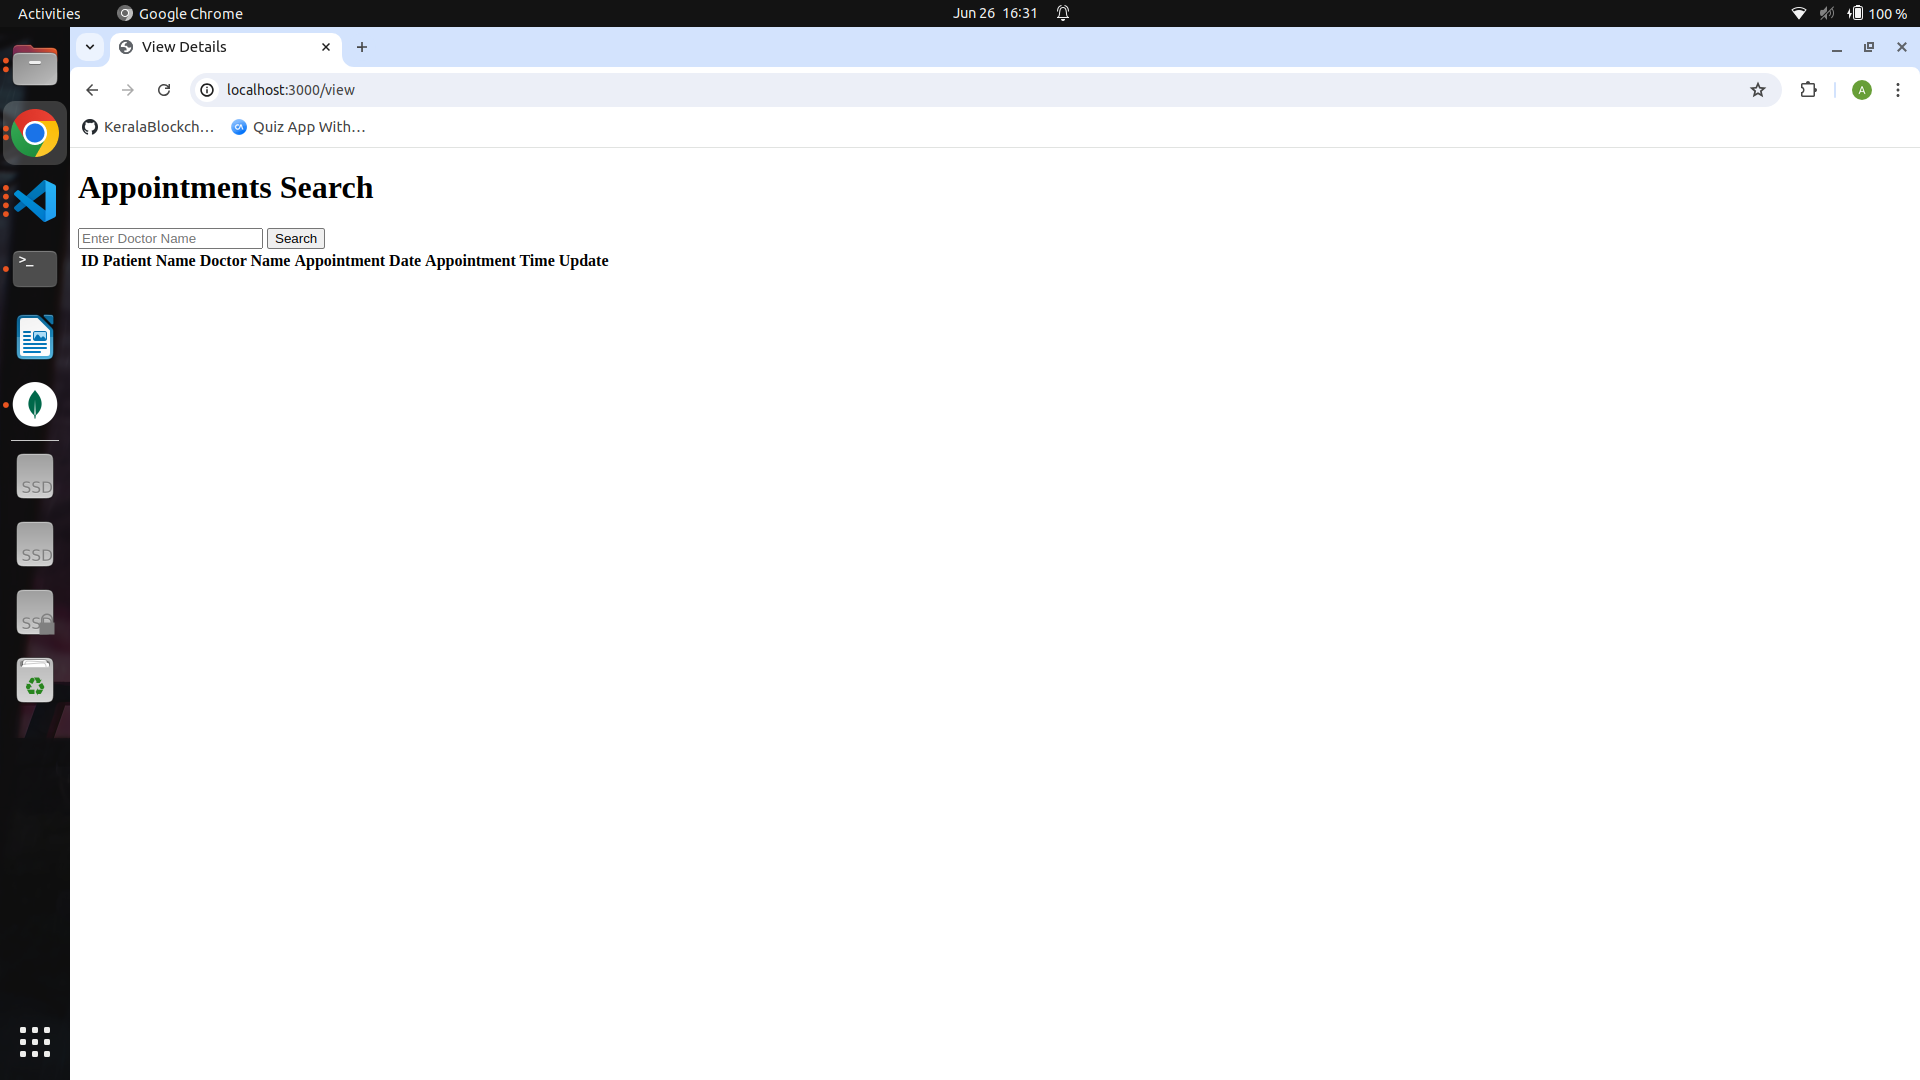 Activities Google Chrome Jun 26 16:31 100 %
View Details
localhost:3000/view
A
KeralaBlockch… Quiz App With…
Appointments Search
Enter Doctor Name Search
ID Patient Name Doctor Name Appointment Date Appointment Time Update
>_
SSD
SSD
SSD